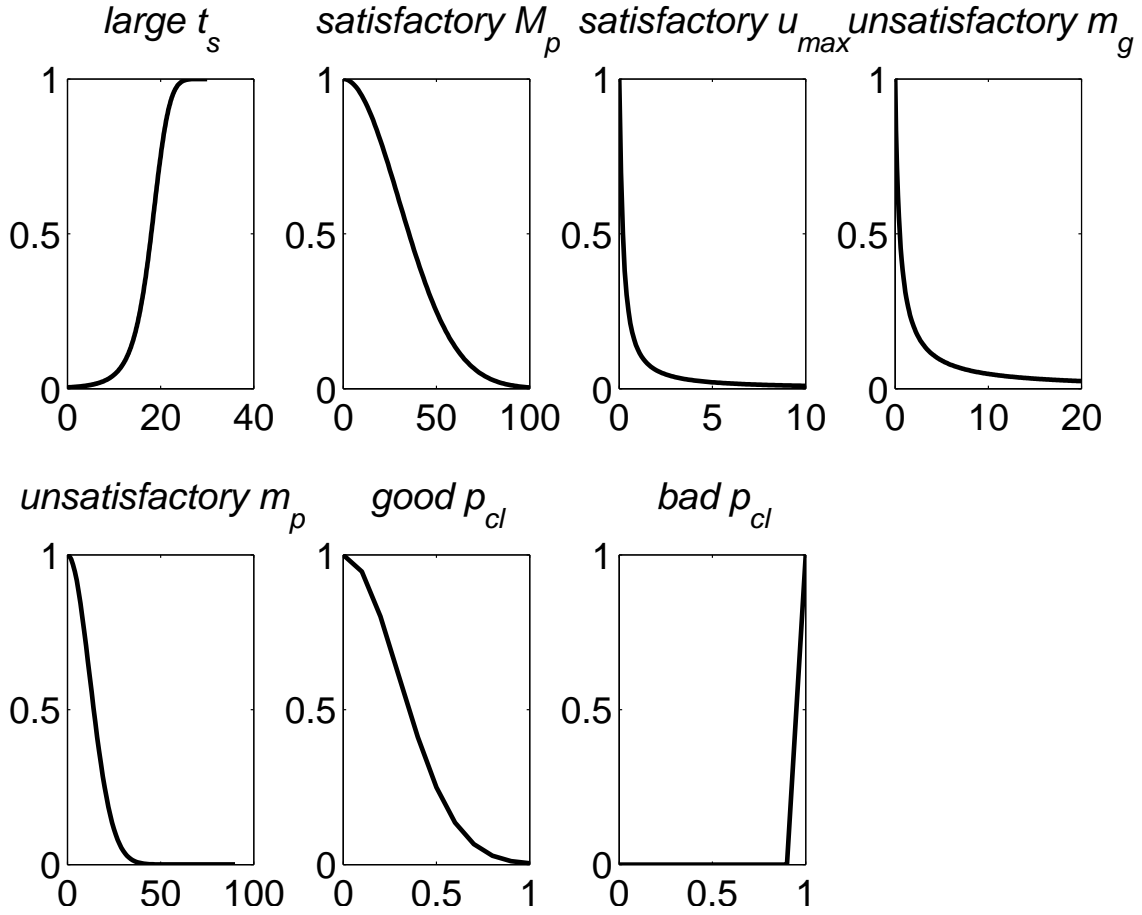 large t_s
satisfactory M_p
satisfactory u_max
unsatisfactory m_g
1
0.5
0
0 20 40
1
0.5
0
0 50 100
1
0.5
0
0 5 10
1
0.5
0
0 10 20
unsatisfactory m_p
good p_cl
bad p_cl
1
0.5
0
0 50 100
1
0.5
0
0 0.5 1
1
0.5
0
0 0.5 1